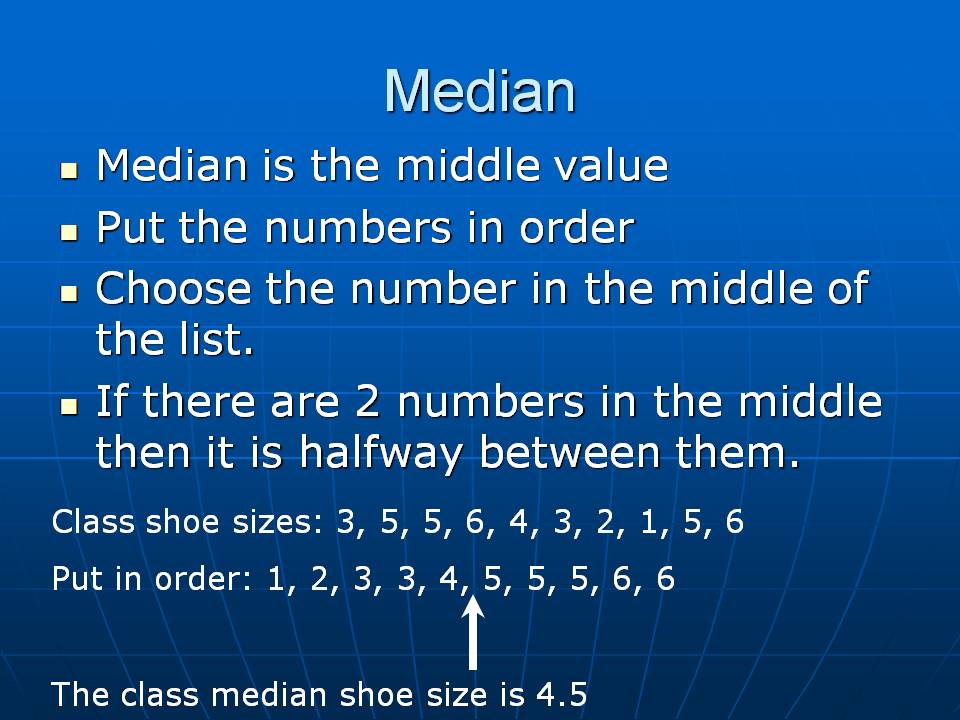 Median
Median is the middle value
Put the numbers in order
Choose the number in the middle of
the list.
If there are 2 numbers in the middle
then it is halfway between them.
Class shoe sizes: 3, 5, 5, 6, 4, 3, 2, 1, 5, 6
Put in order: 1, 2, 3, 3, 4, 5, 5, 5, 6, 6
The class median shoe size is 4.5